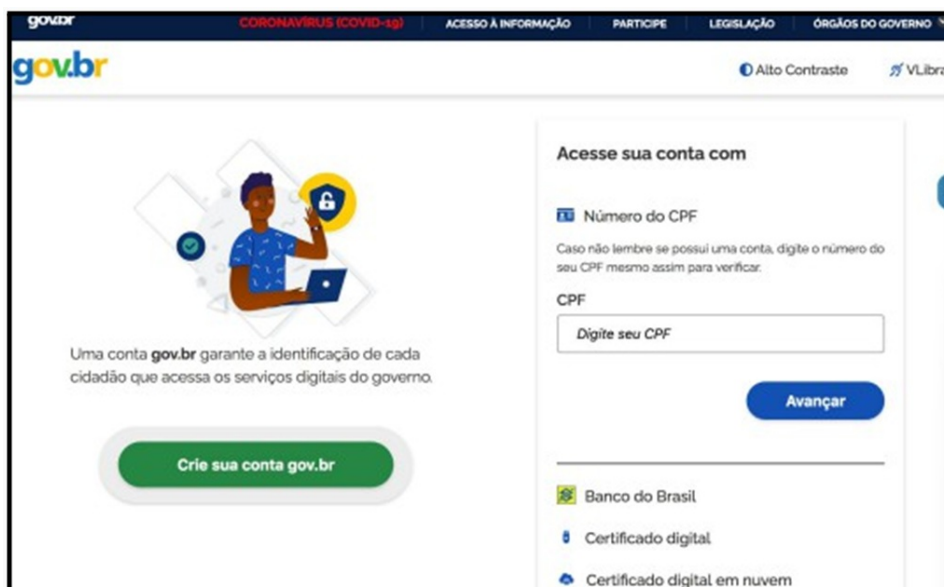 gov.br
CORONAVÍRUS (COVID-19)
ACESSO À INFORMAÇÃO
PARTICIPE
LEGISLAÇÃO
ÓRGÃOS DO GOVERNO
gov.br
Alto Contraste
VLibra
Uma conta gov.br garante a identificação de cada
cidadão que acessa os serviços digitais do governo.
Crie sua conta gov.br
Acesse sua conta com
Número do CPF
Caso não lembre se possui uma conta, digite o número do
seu CPF mesmo assim para verificar.
CPF
Digite seu CPF
Avançar
Banco do Brasil
Certificado digital
Certificado digital em nuvem